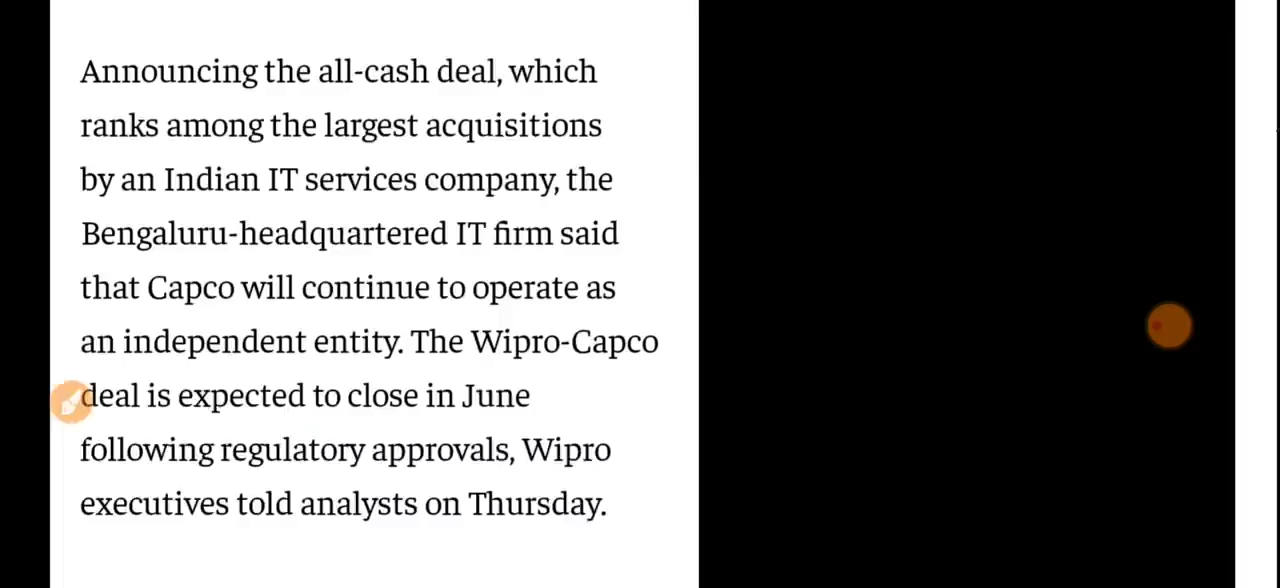 Announcing the all-cash deal, which
ranks among the largest acquisitions
by an Indian IT services company, the
Bengaluru-headquartered IT firm said
that Capco will continue to operate as
an independent entity. The Wipro-Capco
deal is expected to close in June
following regulatory approvals, Wipro
executives told analysts on Thursday.